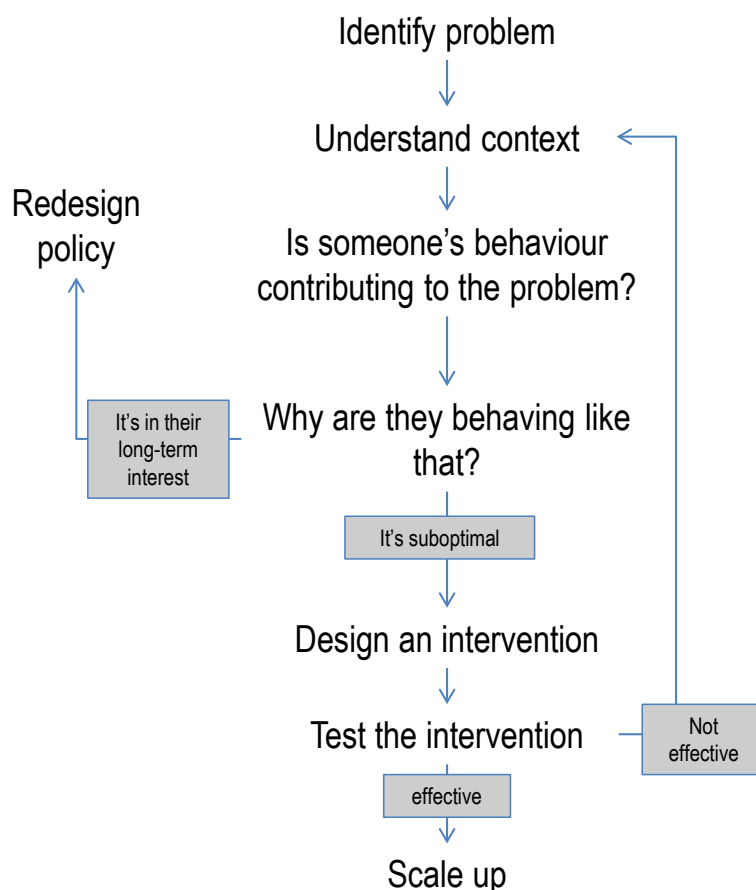 Identify problem
Understand context
Redesign
policy
Is someone’s behaviour
contributing to the problem?
It’s in their
long-term
interest
Why are they behaving like
that?
It’s suboptimal
Design an intervention
Test the intervention
Not
effective
effective
Scale up